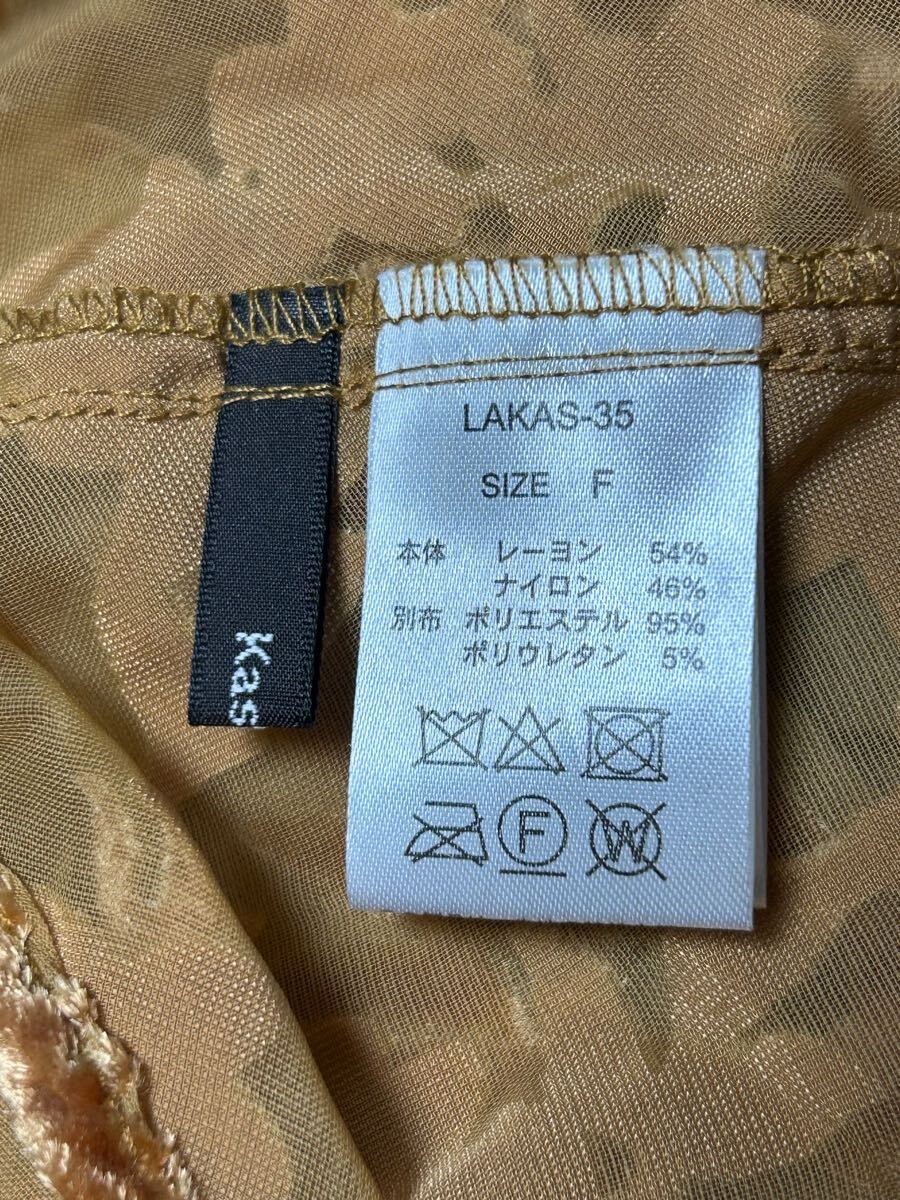 LAKAS-35
SIZE F
本体 レーヨン 54%
ナイロン 46%
別布 ポリエステル 95%
ポリウレタン 5%
F W
Kas